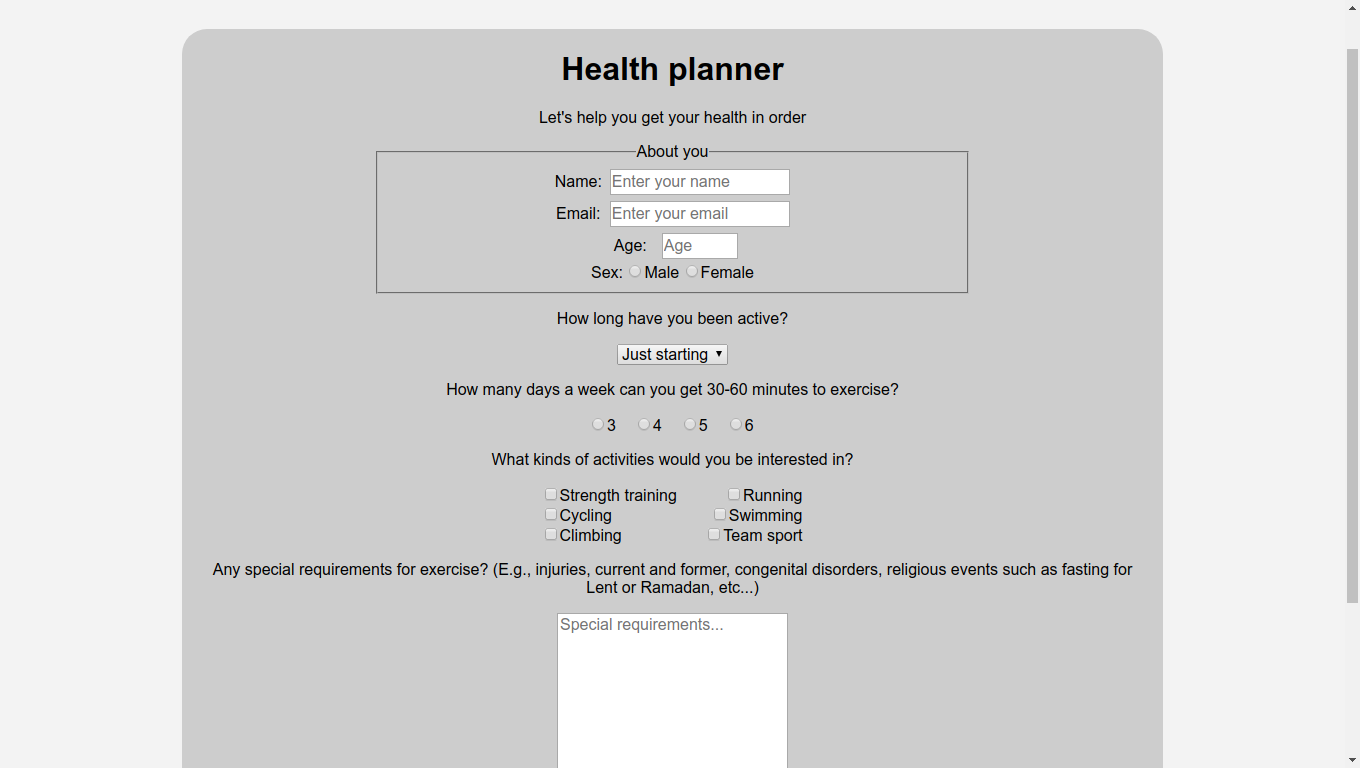 Health planner
Let's help you get your health in order
About you
Name: Enter your name
Email: Enter your email
Age: Age
Sex: Male Female
How long have you been active?
Just starting
How many days a week can you get 30-60 minutes to exercise?
3 4 5 6
What kinds of activities would you be interested in?
Strength training Running
Cycling Swimming
Climbing Team sport
Any special requirements for exercise? (E.g., injuries, current and former, congenital disorders, religious events such as fasting for
Lent or Ramadan, etc...)
Special requirements...